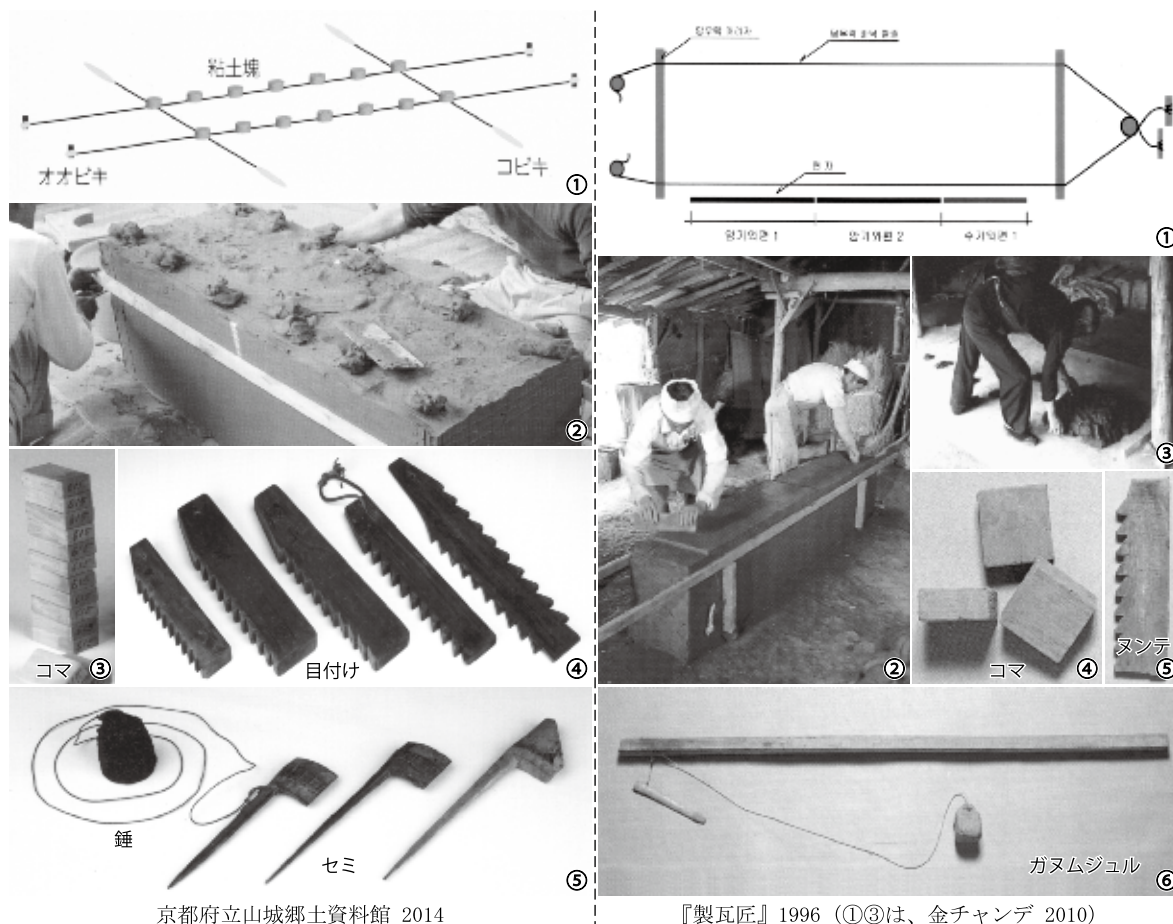 粘土塊
オオビキ
コビキ
①
②
コマ ③
目付け ④
錘
セミ
⑤
京都府立山城郷土資料館 2014
①
②
③
コマ ④
ヌンテ
⑤
ガヌムジュル
⑥
『製瓦匠』1996（①③は、金チャンデ 2010）